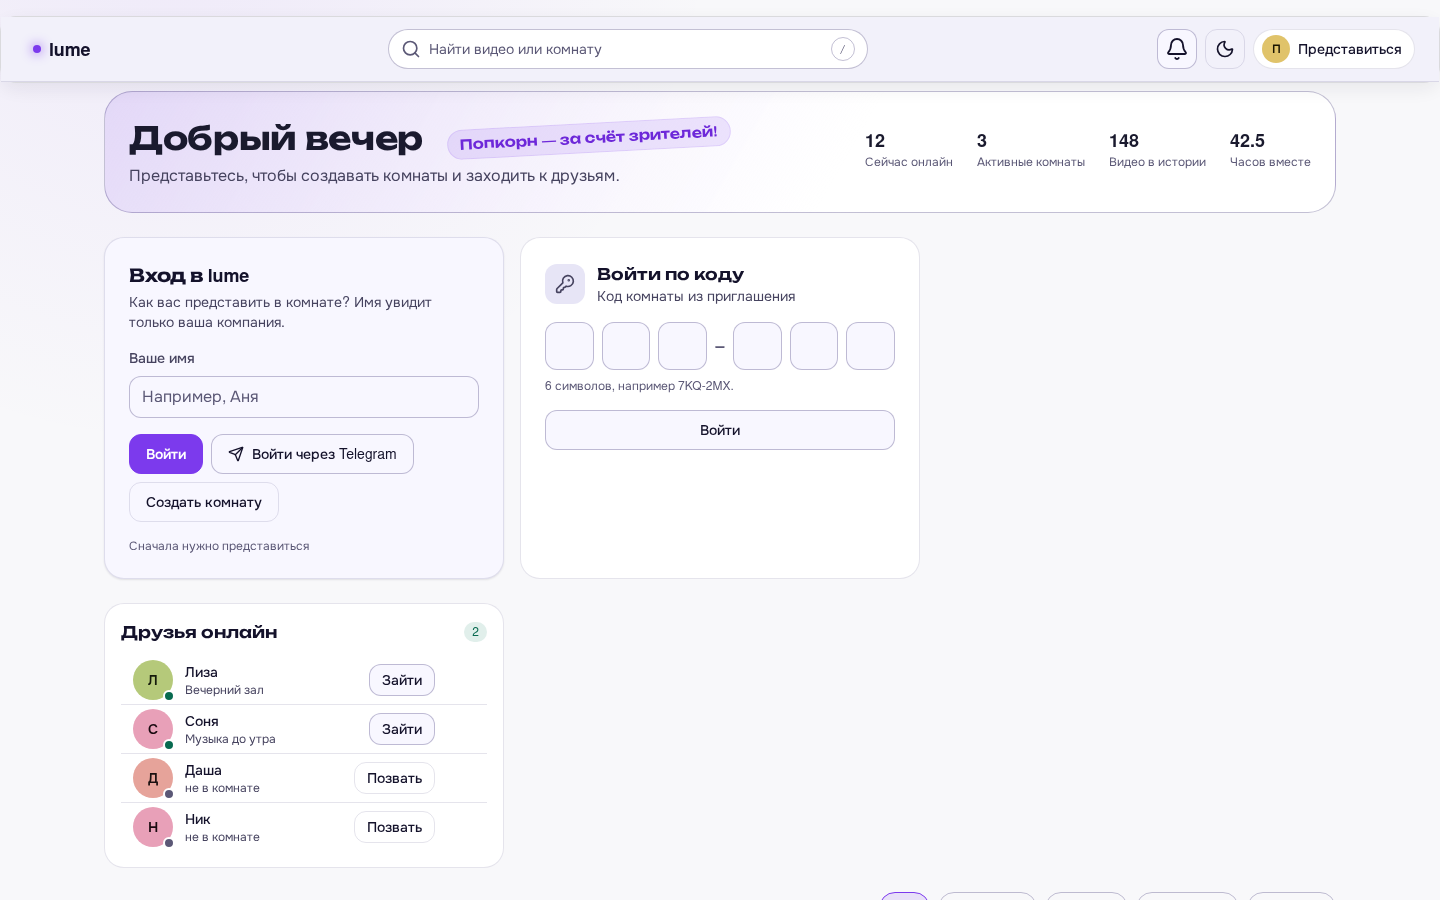 lume
Найти видео или комнату
/
П
Представиться
Добрый вечер
Попкорн — за счёт зрителей!
Представьтесь, чтобы создавать комнаты и заходить к друзьям.
12
Сейчас онлайн
3
Активные комнаты
148
Видео в истории
42.5
Часов вместе
Вход в lume
Как вас представить в комнате? Имя увидит
только ваша компания.
Ваше имя
Например, Аня
Войти
Войти через Telegram
Создать комнату
Сначала нужно представиться
Войти по коду
Код комнаты из приглашения
–
6 символов, например 7KQ-2MX.
Войти
Друзья онлайн
2
Л
Лиза
Вечерний зал
Зайти
С
Соня
Музыка до утра
Зайти
Д
Даша
не в комнате
Позвать
Н
Ник
не в комнате
Позвать